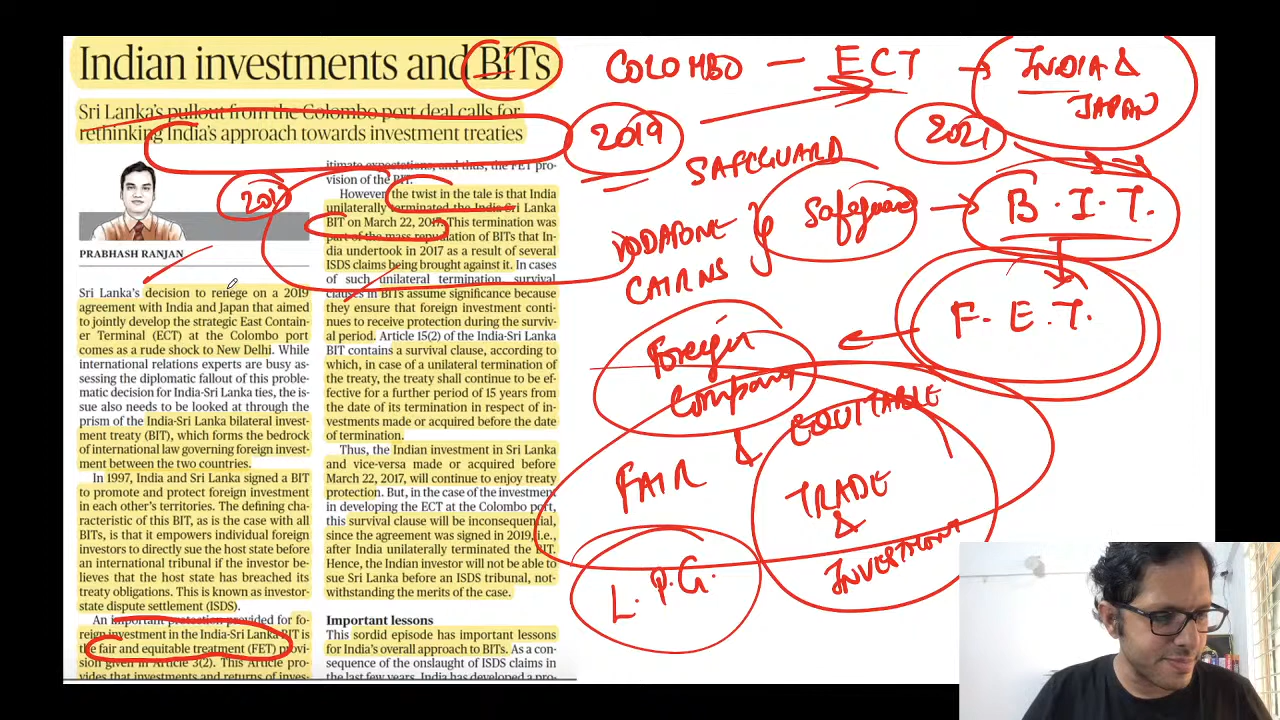 Indian investments and BITs
Sri Lanka's pullout from the Colombo port deal calls for
rethinking India's approach towards investment treaties
PRABHASH RANJAN
Sri Lanka's decision to renege on a 2019
agreement with India and Japan that aimed
to jointly develop the strategic East Contain-
er Terminal (ECT) at the Colombo port
comes as a rude shock to New Delhi. While
international relations experts are busy as-
sessing the diplomatic fallout of this proble-
matic decision for India-Sri Lanka ties, the is-
sue also needs to be looked at through the
prism of the India-Sri Lanka bilateral invest-
ment treaty (BIT), which forms the bedrock
of international law governing foreign invest-
ment between the two countries.
In 1997, India and Sri Lanka signed a BIT
to promote and protect foreign investment
in each other's territories. The defining cha-
racteristic of this BIT, as is the case with all
BITs, is that it empowers individual foreign
investors to directly sue the host state before
an international tribunal if the investor be-
lieves that the host state has breached its
treaty obligations. This is known as investor-
state dispute settlement (ISDS).
An important protection provided for fo-
reign investment in the India-Sri Lanka BIT is
the fair and equitable treatment (FET) provi-
sion given in Article 3(2). This Article pro-
vides that investments and returns of inves-
itimate expectations, and thus, the FET pro-
vision of the BIT.
However, the twist in the tale is that India
unilaterally terminated the India-Sri Lanka
BIT on March 22, 2017. This termination was
part of the mass repudiation of BITs that In-
dia undertook in 2017 as a result of several
ISDS claims being brought against it. In cases
of such unilateral termination, survival
clauses in BITs assume significance because
they ensure that foreign investment conti-
nues to receive protection during the surviv-
al period. Article 15(2) of the India-Sri Lanka
BIT contains a survival clause, according to
which, in case of a unilateral termination of
the treaty, the treaty shall continue to be ef-
fective for a further period of 15 years from
the date of its termination in respect of in-
vestments made or acquired before the date
of termination.
Thus, the Indian investment in Sri Lanka
and vice-versa made or acquired before
March 22, 2017, will continue to enjoy treaty
protection. But, in the case of the investment
in developing the ECT at the Colombo port,
this survival clause will be inconsequential,
since the agreement was signed in 2019, i.e.,
after India unilaterally terminated the BIT.
Hence, the Indian investor will not be able to
sue Sri Lanka before an ISDS tribunal, not-
withstanding the merits of the case.
Important lessons
This sordid episode has important lessons
for India's overall approach to BITs. As a con-
sequence of the onslaught of ISDS claims in
the last few years, India has developed a pro-
COLOMBO — ECT → INDIA &
JAPAN
2019
2021
SAFEGUARD
VODAFONE
CAIRNS
Safeguard → B.I.T.
F.E.T.
Foreign
Company
FAIR & EQUITABLE
TRADE
&
INVESTMENT
L.P.G.